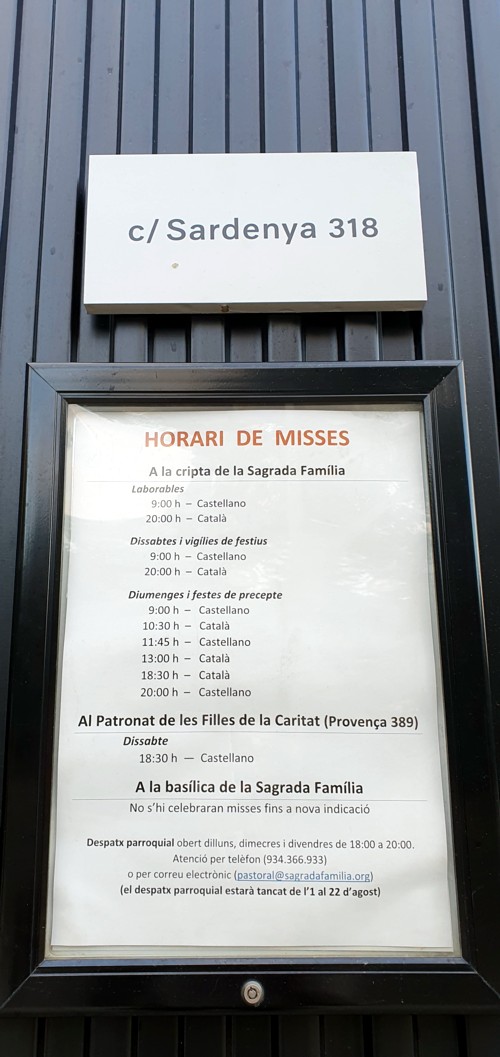 c/ Sardenya 318
HORARI DE MISSES
A la cripta de la Sagrada Família
Laborables
9:00 h – Castellano
20:00 h – Català
Dissabtes i vigílies de festius
9:00 h – Castellano
20:00 h – Català
Diumenges i festes de precepte
9:00 h – Castellano
10:30 h – Català
11:45 h – Castellano
13:00 h – Català
18:30 h – Català
20:00 h – Castellano
Al Patronat de les Filles de la Caritat (Provença 389)
Dissabte
18:30 h — Castellano
A la basílica de la Sagrada Família
No s'hi celebraran misses fins a nova indicació
Despatx parroquial obert dilluns, dimecres i divendres de 18:00 a 20:00.
Atenció per telèfon (934.366.933)
o per correu electrònic (pastoral@sagradafamilia.org)
(el despatx parroquial estarà tancat de l'1 al 22 d'agost)